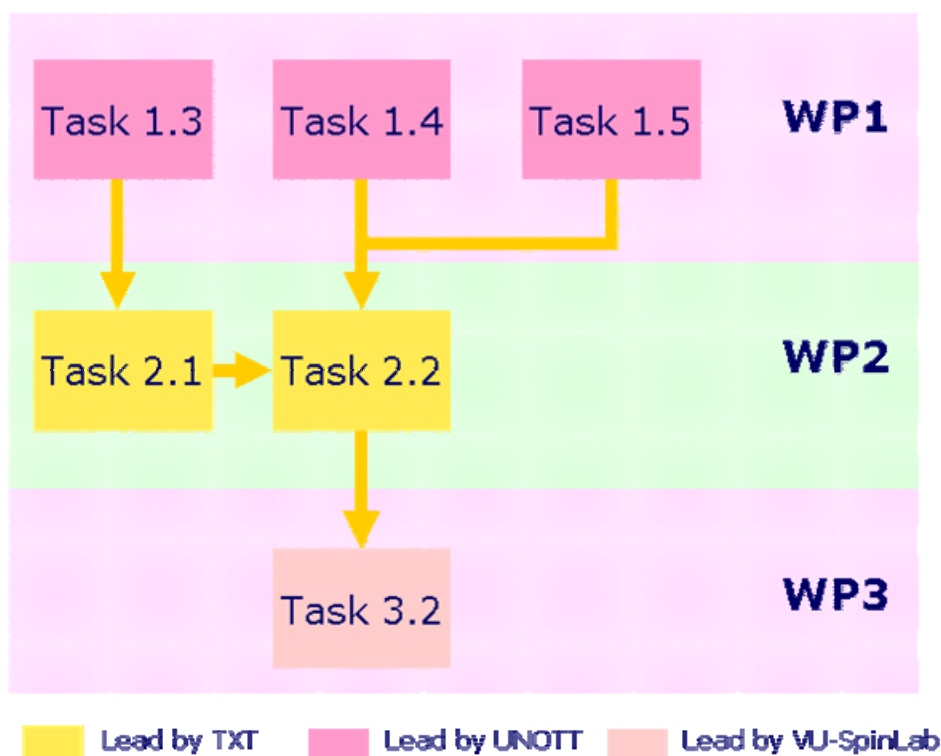 Task 1.3
Task 1.4
Task 1.5
WP1
Task 2.1
Task 2.2
WP2
Task 3.2
WP3
Lead by TXT
Lead by UNOTT
Lead by VU-SpinLab